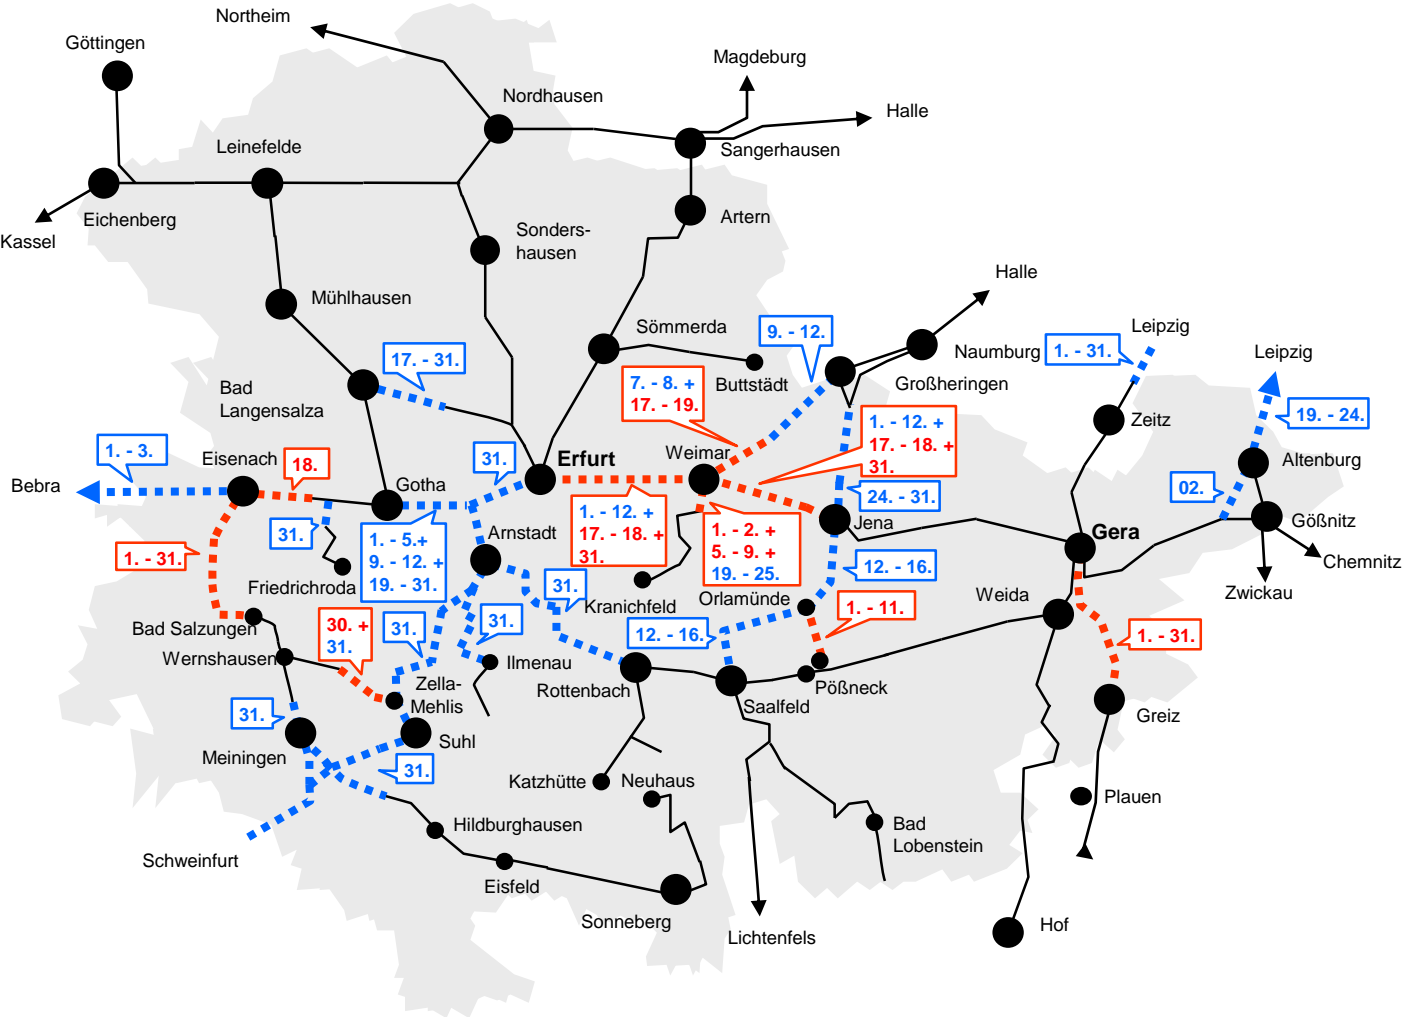 Northeim
Göttingen
Magdeburg
Nordhausen
Halle
Leinefelde
Sangerhausen
Eichenberg
Artern
Kassel
Sonders-
hausen
Halle
Mühlhausen
Sömmerda
9. - 12.
Leipzig
Naumburg
1. - 31.
Leipzig
17. - 31.
Buttstädt
Großheringen
Bad
Langensalza
7. - 8. +
17. - 19.
1. - 12. +
17. - 18. +
31.
Zeitz
19. - 24.
1. - 3.
Eisenach
18.
31.
Erfurt
Weimar
Altenburg
Bebra
Gotha
24. - 31.
02.
Jena
Gößnitz
1. - 12. +
17. - 18. +
31.
1. - 2. +
5. - 9. +
19. - 25.
Arnstadt
31.
1. - 5.+
9. - 12. +
19. - 31.
Gera
1. - 31.
Chemnitz
12. - 16.
Friedrichroda
31.
Kranichfeld
Orlamünde
Weida
Zwickau
1. - 11.
Bad Salzungen
30. +
31.
31.
31.
12. - 16.
1. - 31.
Wernshausen
Ilmenau
Rottenbach
Pößneck
Zella-
Mehlis
31.
Saalfeld
Greiz
Meiningen
Suhl
31.
Katzhütte
Neuhaus
Plauen
Hildburghausen
Bad
Lobenstein
Schweinfurt
Eisfeld
Sonneberg
Hof
Lichtenfels